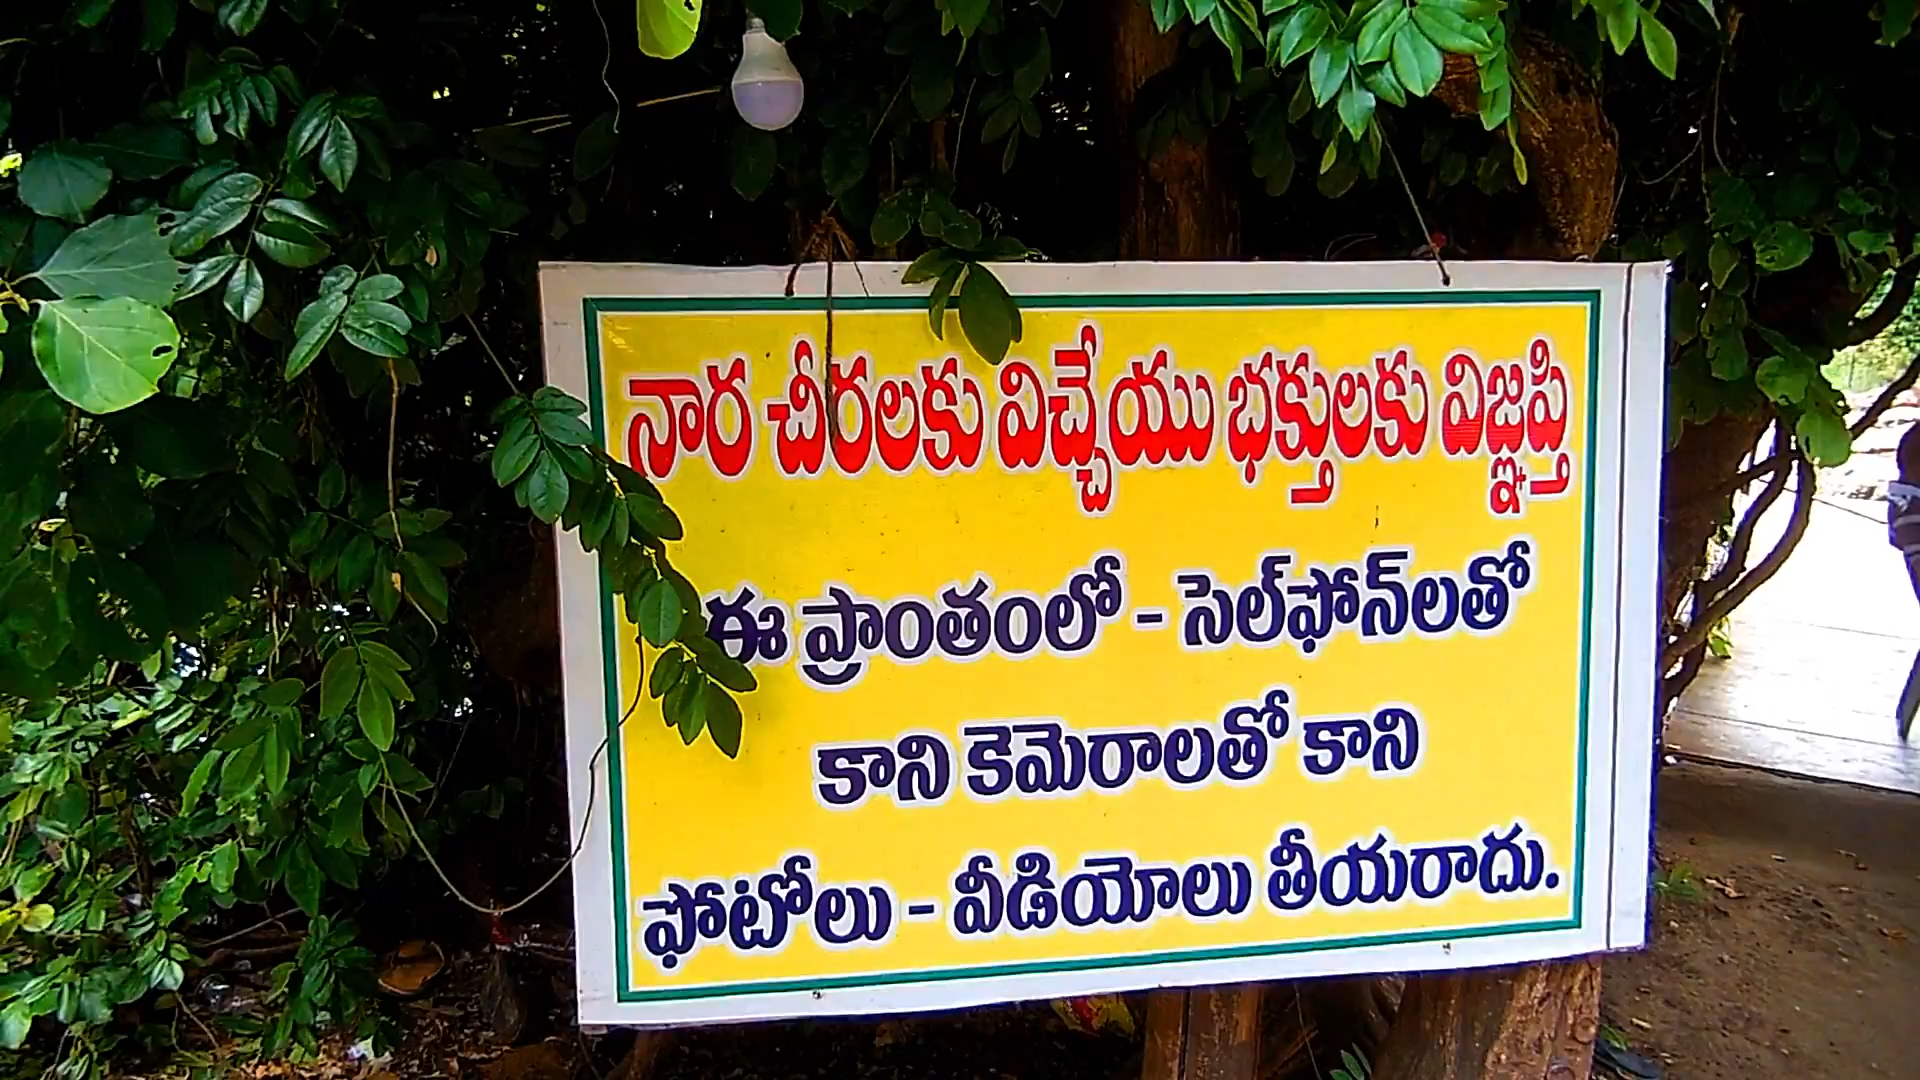 నార చీరలకు విచ్చేయు భక్తులకు విజ్ఞప్తి
ఈ ప్రాంతంలో - సెల్‌ఫోన్‌లతో
కాని కెమెరాలతో కాని
ఫోటోలు - వీడియోలు తీయరాదు.